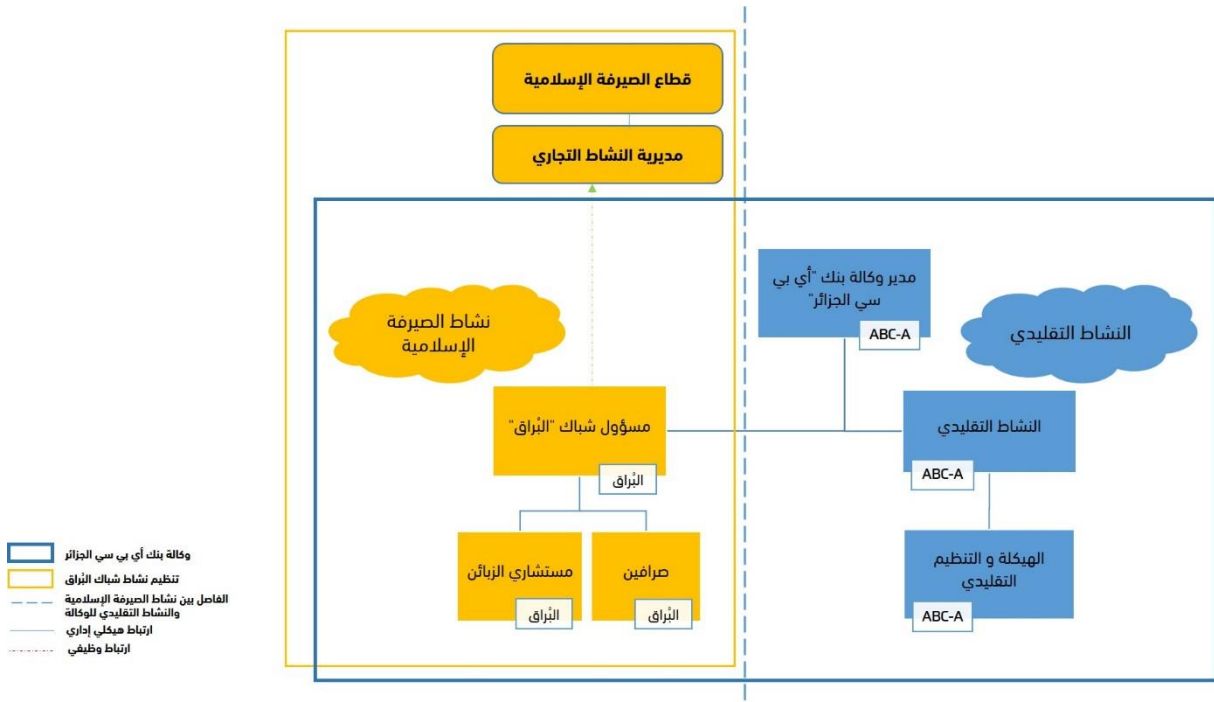 قطاع الصيرفة الإسلامية
مديرية النشاط التجاري
مدير وكالة بنك "أي بي
سي الجزائر"
ABC-A
النشاط التقليدي
نشاط الصيرفة
الإسلامية
مسؤول شباك "البُراق"
البُراق
النشاط التقليدي
ABC-A
صرافين
البُراق
مستشاري الزبائن
البُراق
الهيكلة و التنظيم
التقليدي
ABC-A
وكالة بنك أي بي سي الجزائر
تنظيم نشاط شباك البُراق
الفاصل بين نشاط الصيرفة الإسلامية
والنشاط التقليدي للوكالة
ارتباط هيكلي إداري
ارتباط وظيفي